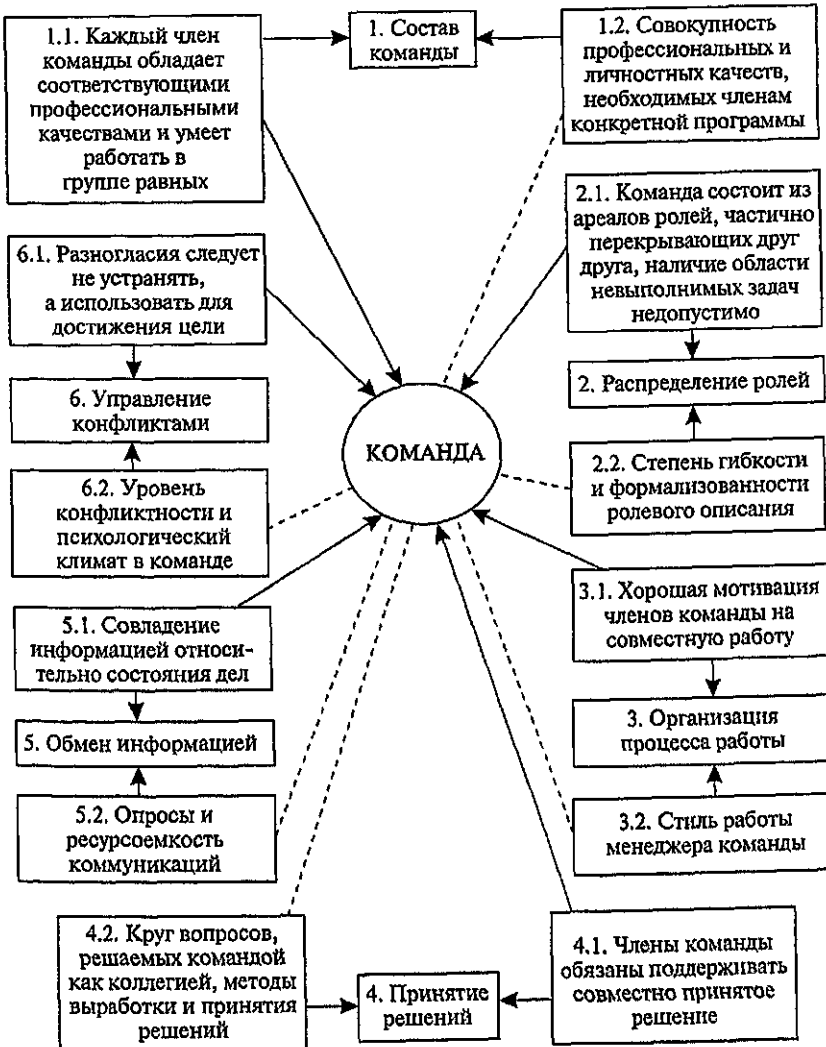 1.1. Каждый член
команды обладает
соответствующими
профессиональными
качествами и умеет
работать в
группе равных
1. Состав
команды
1.2. Совокупность
профессиональных и
личностных качеств,
необходимых членам
конкретной программы
2.1. Команда состоит из
ареалов ролей, частично
перекрывающих друг
друга, наличие области
невыполнимых задач
недопустимо
6.1. Разногласия следует
не устранять,
а использовать для
достижения цели
2. Распределение ролей
6. Управление
конфликтами
КОМАНДА
2.2. Степень гибкости
и формализованности
ролевого описания
6.2. Уровень
конфликтности и
психологический
климат в команде
3.1. Хорошая мотивация
членов команды на
совместную работу
5.1. Совладение
информацией относи-
тельно состояния дел
3. Организация
процесса работы
5. Обмен информацией
5.2. Опросы и
ресурсоемкость
коммуникаций
3.2. Стиль работы
менеджера команды
4.2. Круг вопросов,
решаемых командой
как коллегией, методы
выработки и принятия
решений
4. Принятие
решений
4.1. Члены команды
обязаны поддерживать
совместно принятое
решение